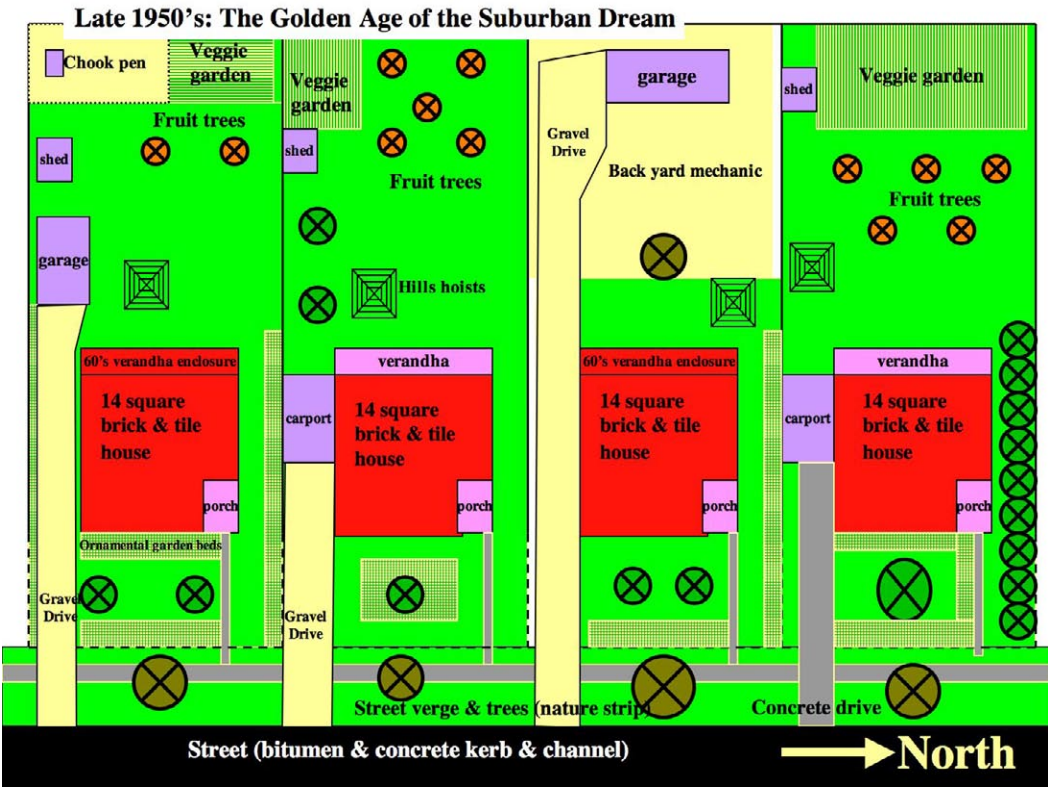 Late 1950's: The Golden Age of the Suburban Dream
Chook pen
Veggie
garden
Fruit trees
shed
garage
60's verandha enclosure
14 square
brick & tile
house
porch
Ornamental garden beds
Gravel
Drive
Veggie
garden
shed
Fruit trees
Hills hoists
verandha
carport
14 square
brick & tile
house
porch
Gravel
Drive
garage
Gravel
Drive
Back yard mechanic
60's verandha enclosure
14 square
brick & tile
house
porch
shed
Veggie garden
Fruit trees
verandha
carport
14 square
brick & tile
house
porch
Street verge & trees (nature strip)
Concrete drive
Street (bitumen & concrete kerb & channel)
North